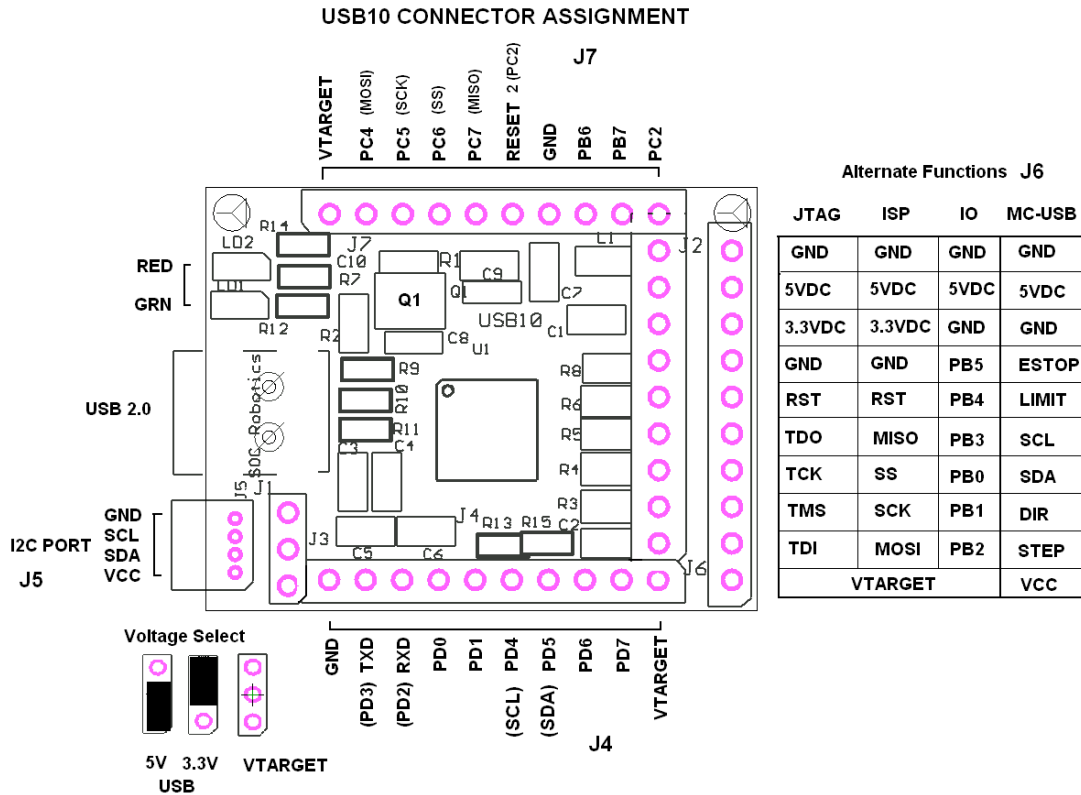 USB10 CONNECTOR ASSIGNMENT
J7
VTARGET
PC4 (MOSI)
PC5 (SCK)
PC6 (SS)
PC7 (MISO)
RESET 2 (PC2)
GND
PB6
PB7
PC2
RED
GRN
USB 2.0
GND
SCL
SDA
VCC
I2C PORT
J5
R14
LD2
R12
J7
C10
R7
R2
R1
Q1
Q1
C9
USB10
C8
U1
C7
L1
C1
J2
R9
R10
R11
R8
R6
R5
R4
R3
SOC Robotics
J5
J1
C3
C4
J3
C5
C6
J4
R13
R15
C2
J6
GND
(PD3) TXD
(PD2) RXD
PD0
PD1
(SCL) PD4
(SDA) PD5
PD6
PD7
VTARGET
J4
Voltage Select
5V 3.3V VTARGET
USB
Alternate Functions J6
JTAG ISP IO MC-USB
GND GND GND GND
5VDC 5VDC 5VDC 5VDC
3.3VDC 3.3VDC GND GND
GND GND PB5 ESTOP
RST RST PB4 LIMIT
TDO MISO PB3 SCL
TCK SS PB0 SDA
TMS SCK PB1 DIR
TDI MOSI PB2 STEP
VTARGET VCC